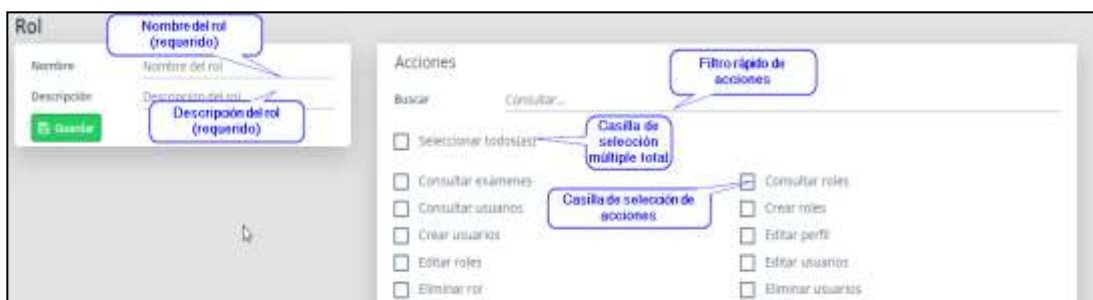 Rol
Nombre del rol
(requerido)
Nombre
Nombre del rol
Descripción
Descripción del rol
Descripción del rol
(requerido)
Guardar
Acciones
Filtro rápido de
acciones
Buscar
Consultar...
Casilla de
selección
múltiple total
Seleccionar todos(as)
Consultar exámenes
Consultar roles
Casilla de selección de
acciones
Consultar usuarios
Crear roles
Crear usuarios
Editar perfil
Editar roles
Editar usuarios
Eliminar rol
Eliminar usuarios